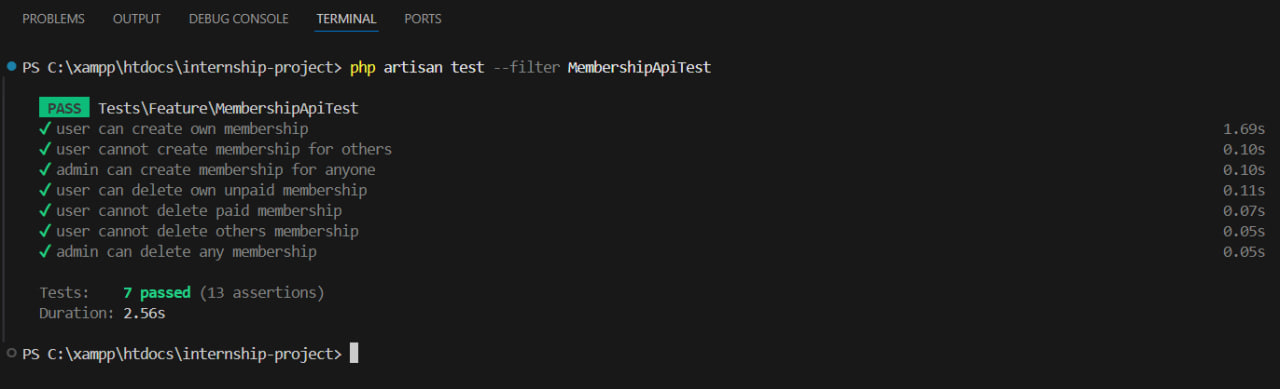 PROBLEMS OUTPUT DEBUG CONSOLE TERMINAL PORTS
PS C:\xampp\htdocs\internship-project> php artisan test --filter MembershipApiTest
PASS Tests\Feature\MembershipApiTest
✓ user can create own membership 1.69s
✓ user cannot create membership for others 0.10s
✓ admin can create membership for anyone 0.10s
✓ user can delete own unpaid membership 0.11s
✓ user cannot delete paid membership 0.07s
✓ user cannot delete others membership 0.05s
✓ admin can delete any membership 0.05s
Tests: 7 passed (13 assertions)
Duration: 2.56s
PS C:\xampp\htdocs\internship-project>